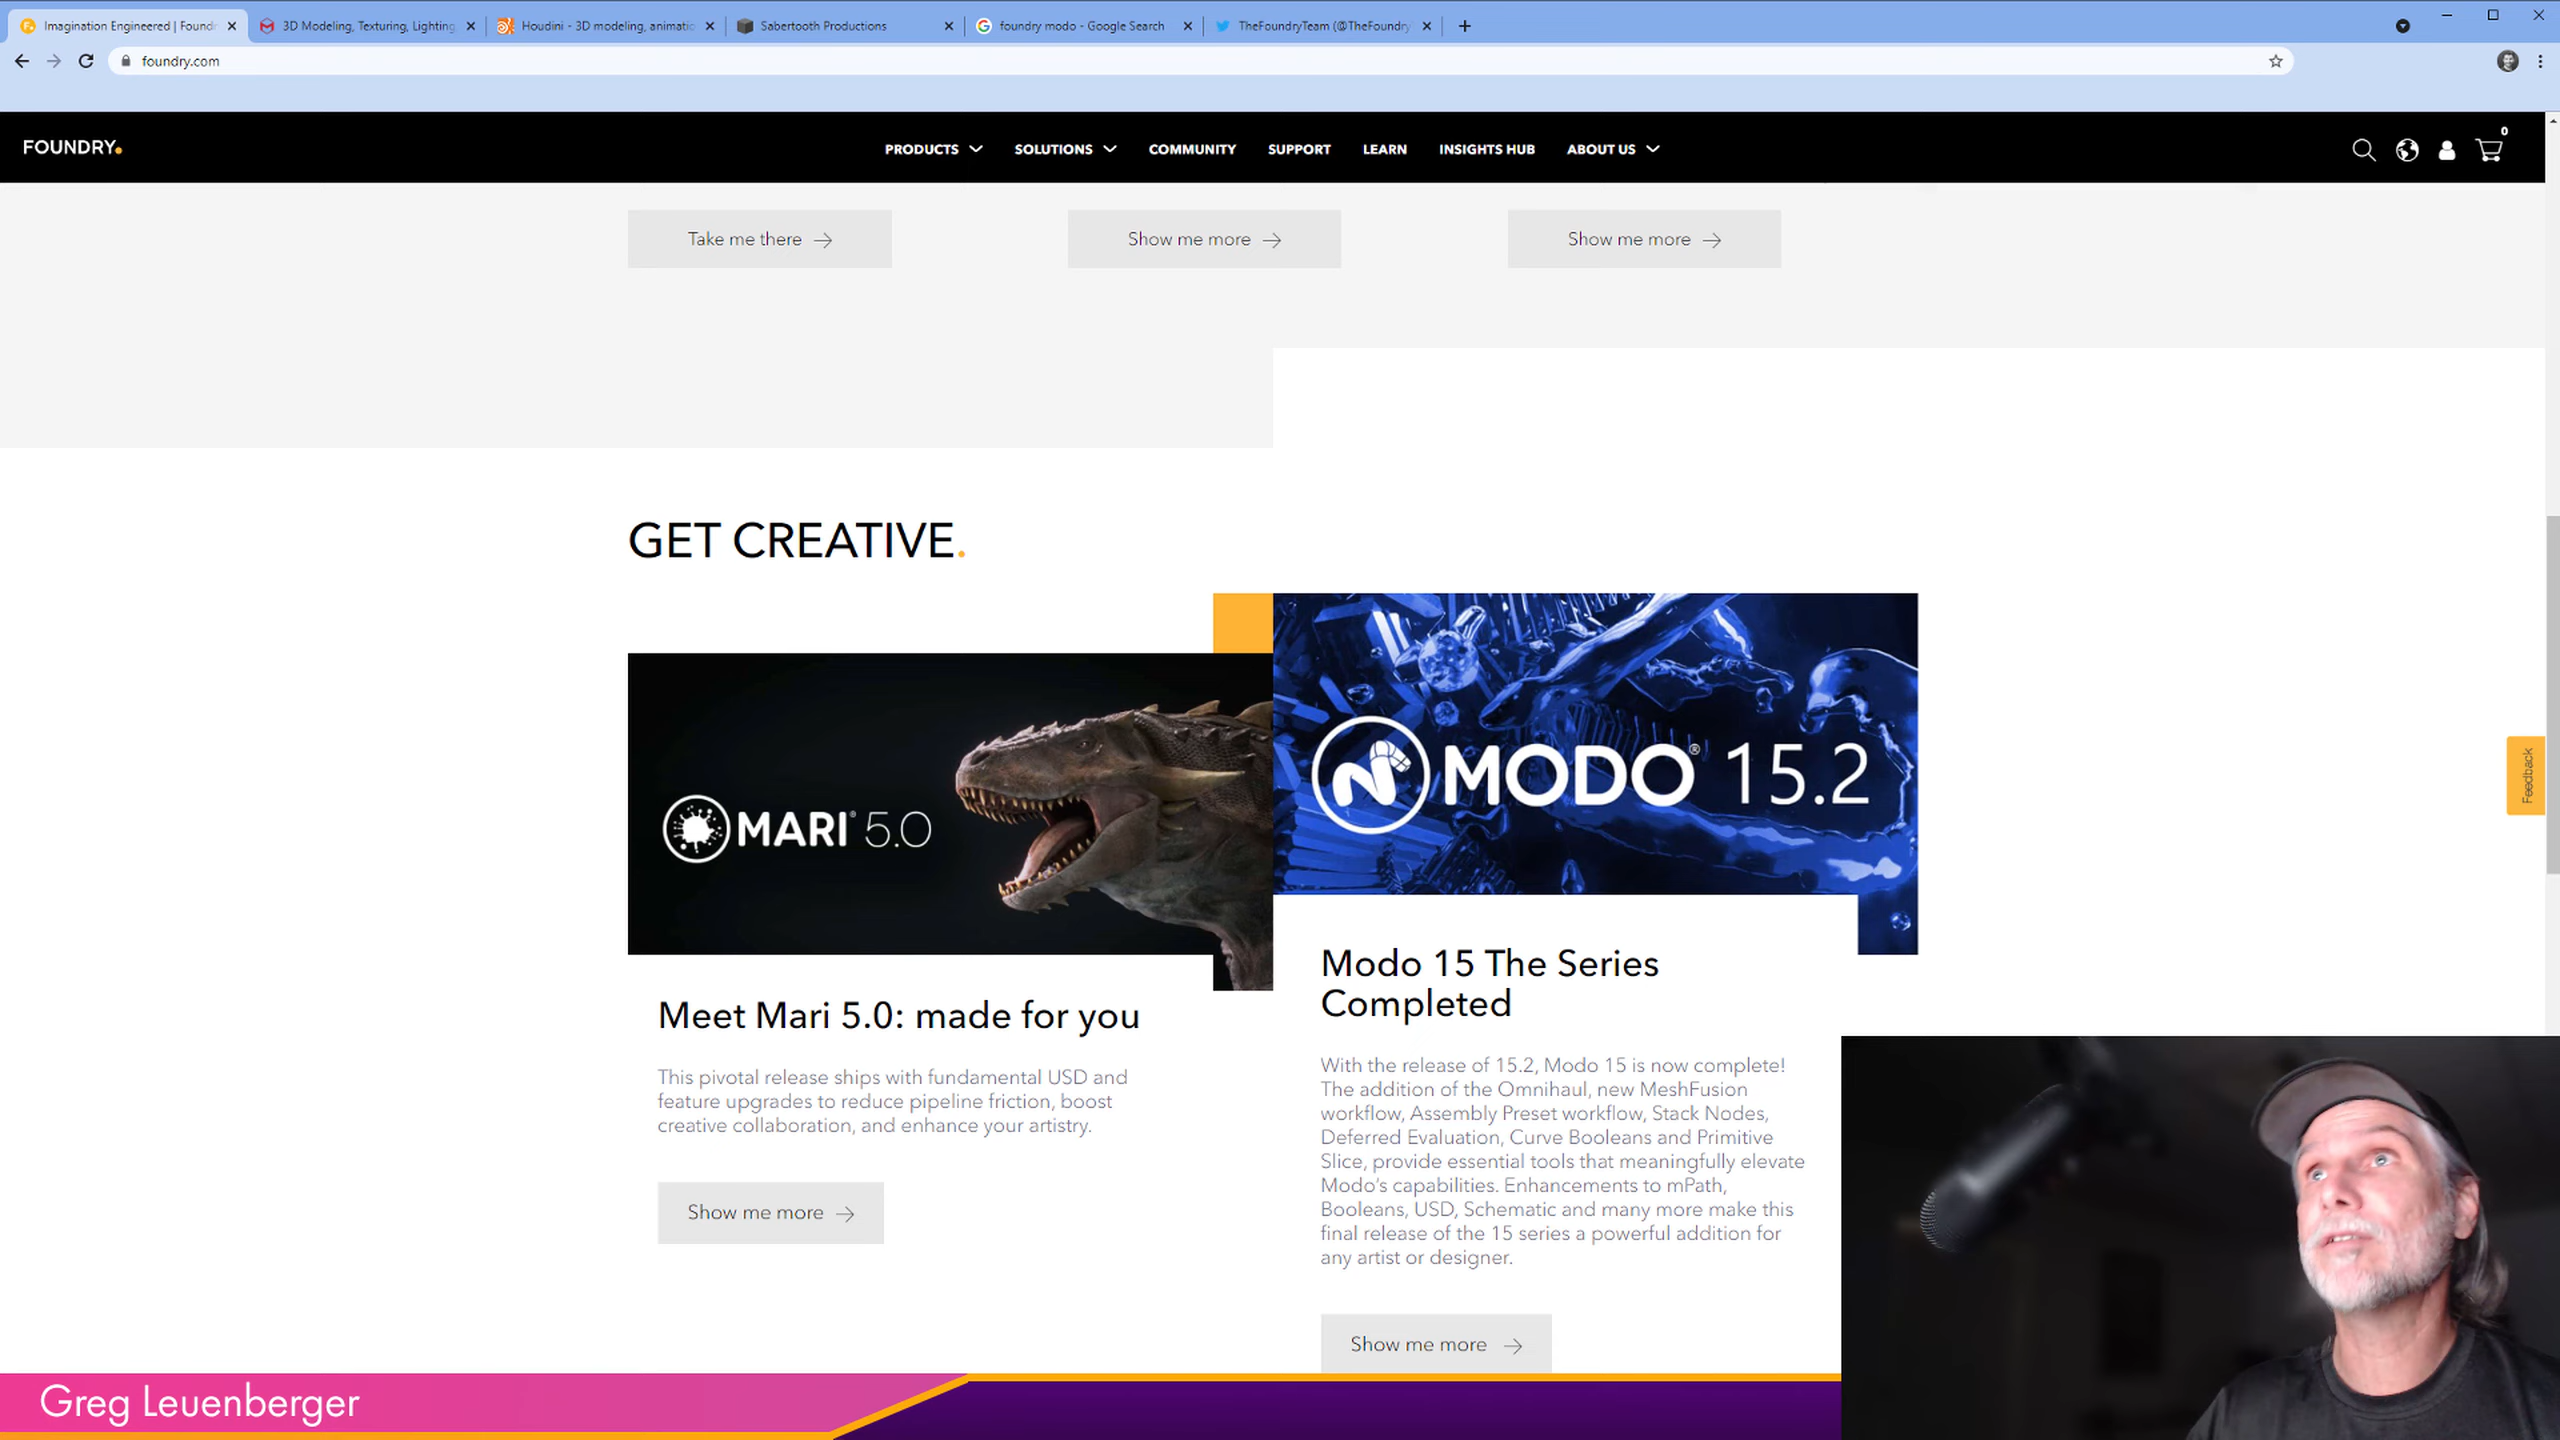 Imagination Engineered | Foundr
3D Modeling, Texturing, Lighting,
Houdini - 3D modeling, animatio
Sabertooth Productions
foundry modo - Google Search
TheFoundryTeam (@TheFoundry
foundry.com
FOUNDRY.
PRODUCTS
SOLUTIONS
COMMUNITY
SUPPORT
LEARN
INSIGHTS HUB
ABOUT US
0
Take me there
Show me more
Show me more
GET CREATIVE.
MARI® 5.0
MODO® 15.2
Feedback
Meet Mari 5.0: made for you
This pivotal release ships with fundamental USD and
feature upgrades to reduce pipeline friction, boost
creative collaboration, and enhance your artistry.
Show me more
Modo 15 The Series
Completed
With the release of 15.2, Modo 15 is now complete!
The addition of the Omnihaul, new MeshFusion
workflow, Assembly Preset workflow, Stack Nodes,
Deferred Evaluation, Curve Booleans and Primitive
Slice, provide essential tools that meaningfully elevate
Modo's capabilities. Enhancements to mPath,
Booleans, USD, Schematic and many more make this
final release of the 15 series a powerful addition for
any artist or designer.
Show me more
Greg Leuenberger